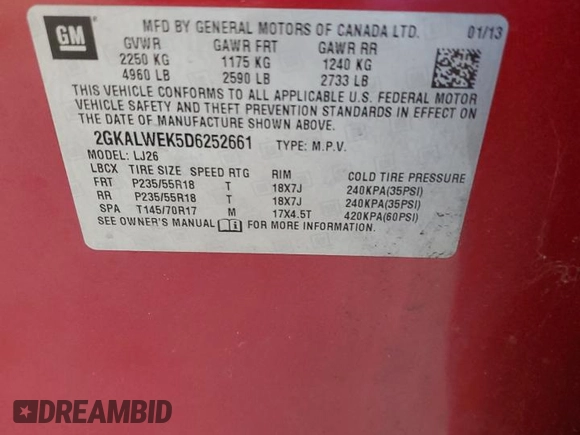 GM
MFD BY GENERAL MOTORS OF CANADA LTD. 01/13
GVWR GAWR FRT GAWR RR
2250 KG 1175 KG 1240 KG
4960 LB 2590 LB 2733 LB
THIS VEHICLE CONFORMS TO ALL APPLICABLE U.S. FEDERAL MOTOR
VEHICLE SAFETY AND THEFT PREVENTION STANDARDS IN EFFECT ON
THE DATE OF MANUFACTURE SHOWN ABOVE.
2GKALWEK5D6252661 TYPE: M.P.V.
MODEL: LJ26
LBCX TIRE SIZE SPEED RTG RIM COLD TIRE PRESSURE
FRT P235/55R18 T 18X7J 240KPA(35PSI)
RR P235/55R18 T 18X7J 240KPA(35PSI)
SPA T145/70R17 M 17X4.5T 420KPA(60PSI)
SEE OWNER'S MANUAL FOR MORE INFORMATION
DREAMBID